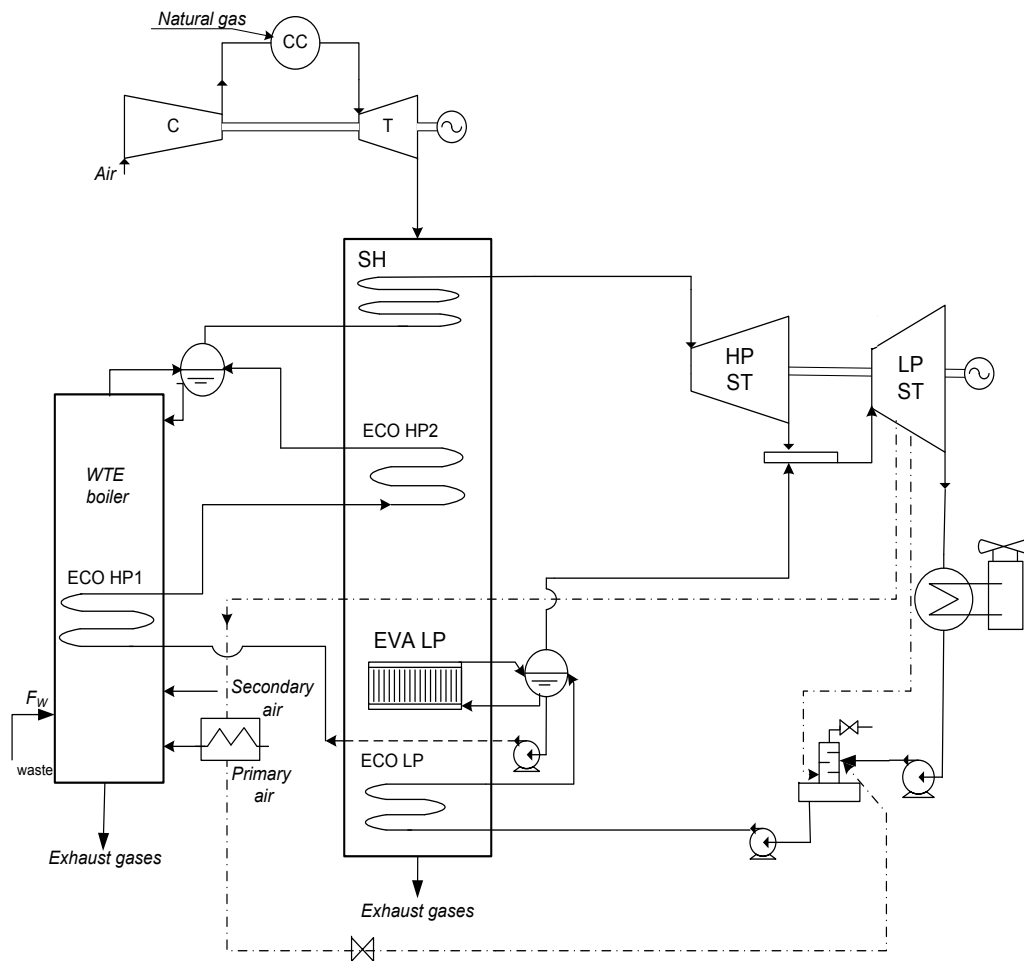 Natural gas
CC
C
T
Air
SH
HP
ST
LP
ST
ECO HP2
WTE
boiler
ECO HP1
EVA LP
Secondary
air
FW
waste
Primary
air
ECO LP
Exhaust gases
Exhaust gases